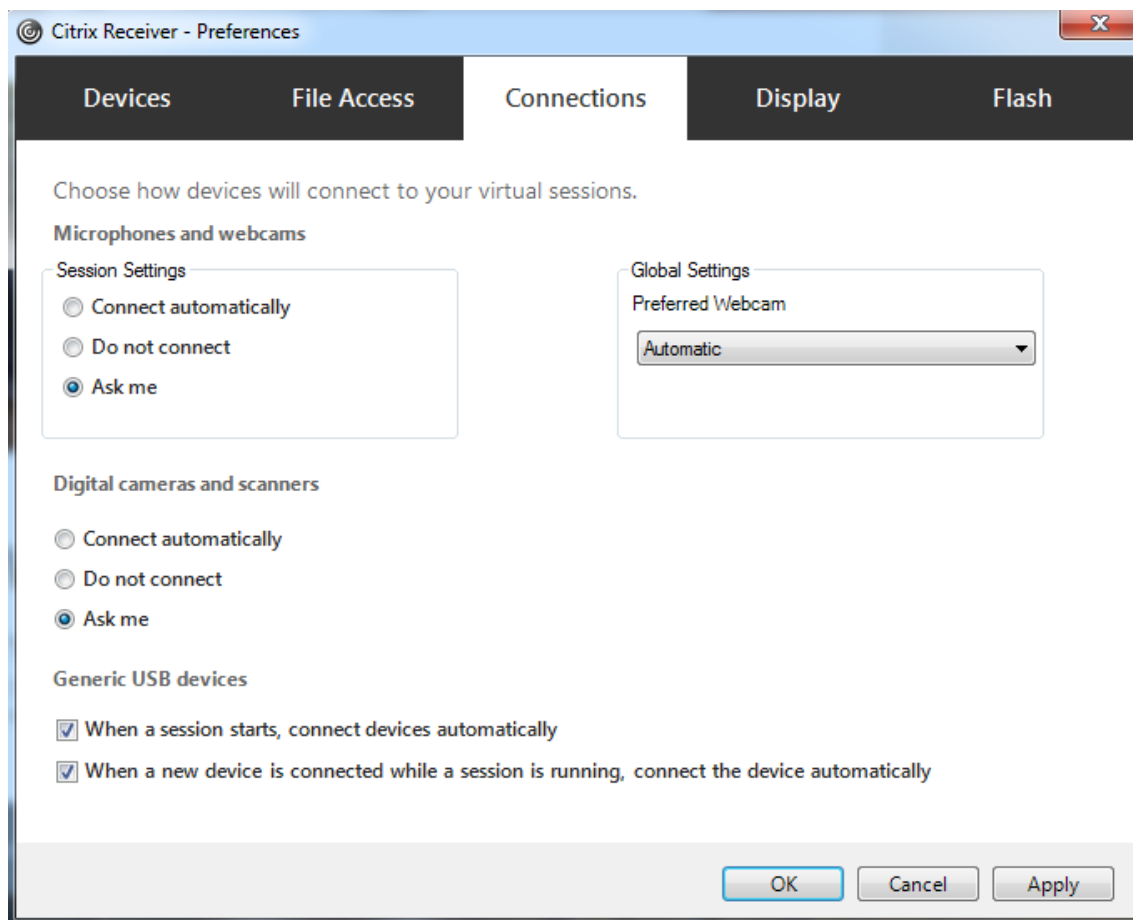 Citrix Receiver - Preferences
Devices File Access Connections Display Flash
Choose how devices will connect to your virtual sessions.
Microphones and webcams
Session Settings
Connect automatically
Do not connect
Ask me
Global Settings
Preferred Webcam
Automatic
Digital cameras and scanners
Connect automatically
Do not connect
Ask me
Generic USB devices
When a session starts, connect devices automatically
When a new device is connected while a session is running, connect the device automatically
OK Cancel Apply